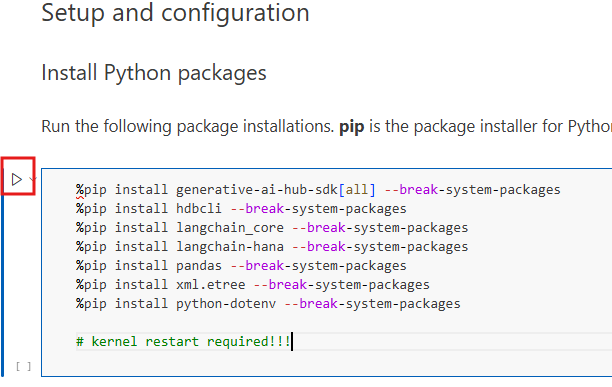 Setup and configuration
Install Python packages
Run the following package installations. pip is the package installer for Python
%pip install generative-ai-hub-sdk[all] --break-system-packages
%pip install hdbcli --break-system-packages
%pip install langchain_core --break-system-packages
%pip install langchain-hana --break-system-packages
%pip install pandas --break-system-packages
%pip install xml.etree --break-system-packages
%pip install python-dotenv --break-system-packages
# kernel restart required!!!
[ ]